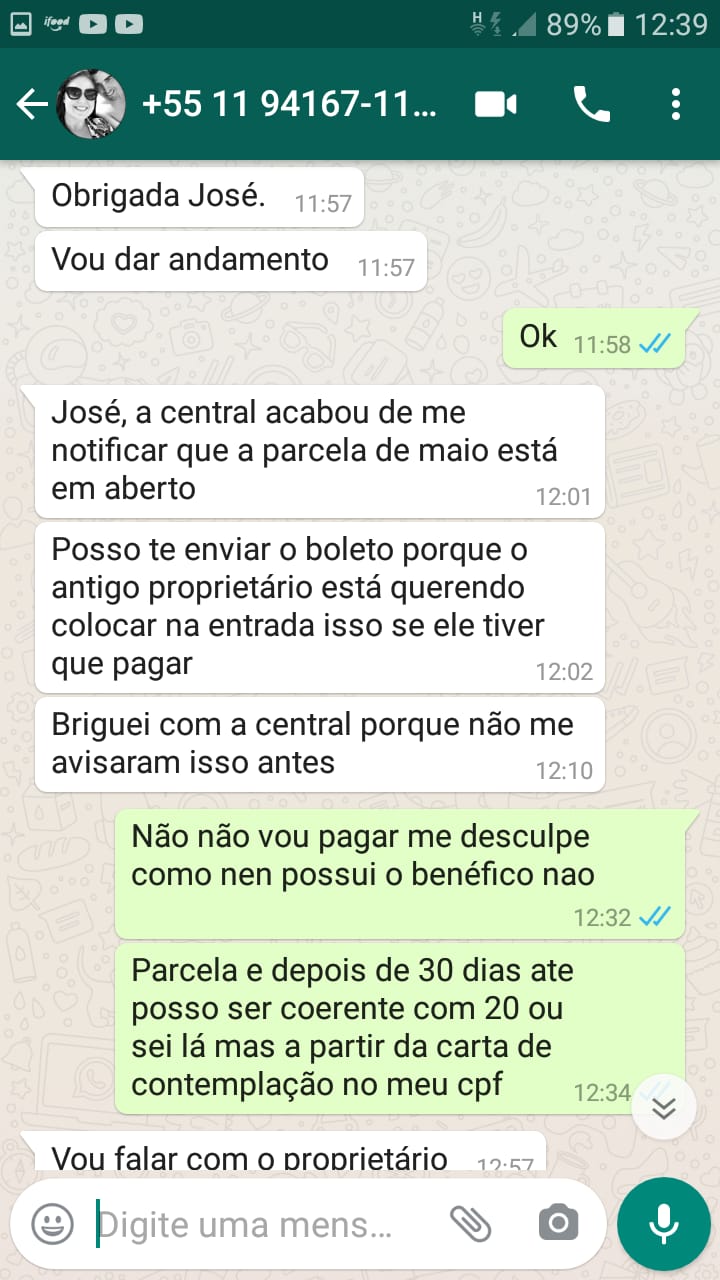 ifood
H
89%
12:39
+55 11 94167-11...
Obrigada José.
11:57
Vou dar andamento
11:57
Ok
11:58
José, a central acabou de me
notificar que a parcela de maio está
em aberto
12:01
Posso te enviar o boleto porque o
antigo proprietário está querendo
colocar na entrada isso se ele tiver
que pagar
12:02
Briguei com a central porque não me
avisaram isso antes
12:10
Não não vou pagar me desculpe
como nen possui o benéfico nao
12:32
Parcela e depois de 30 dias ate
posso ser coerente com 20 ou
sei lá mas a partir da carta de
contemplação no meu cpf
12:34
Vou falar com o proprietário
12:57
Digite uma mens...